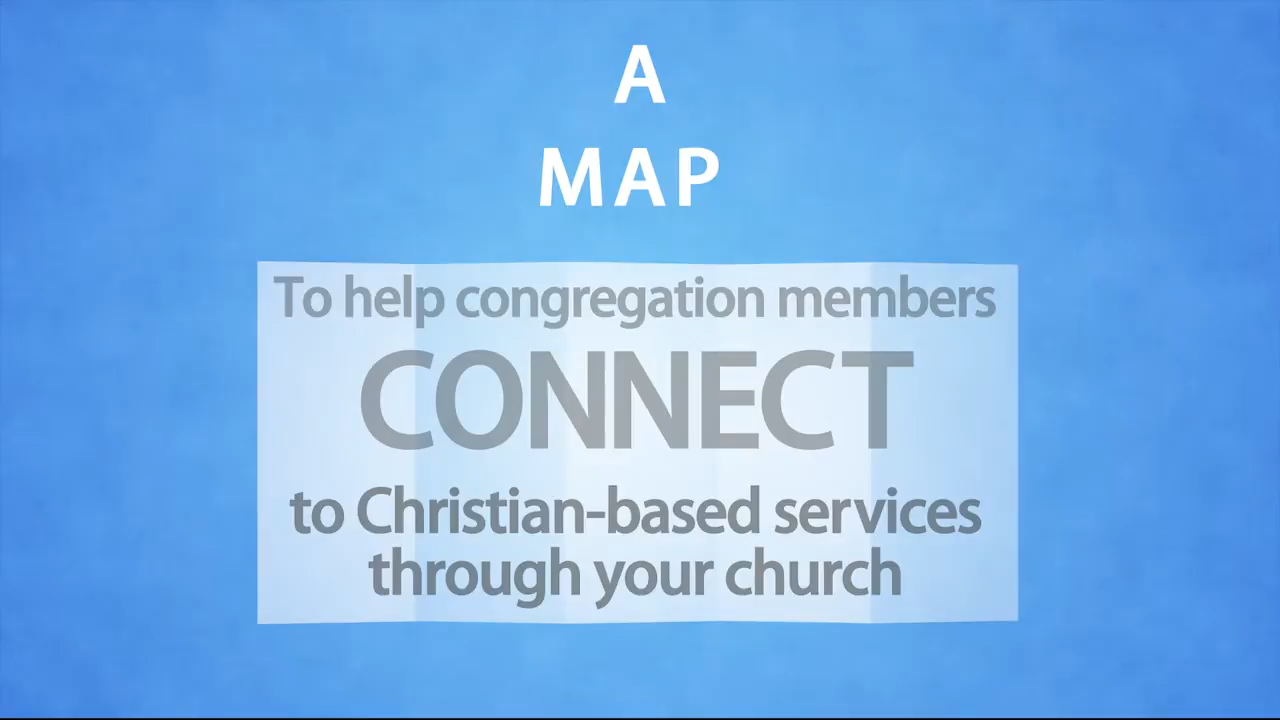 A
MAP
To help congregation members
CONNECT
to Christian-based services
through your church